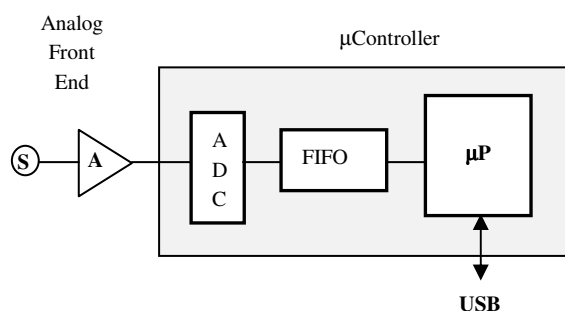 Analog
Front
End
μController
S
A
A
D
C
FIFO
μP
USB